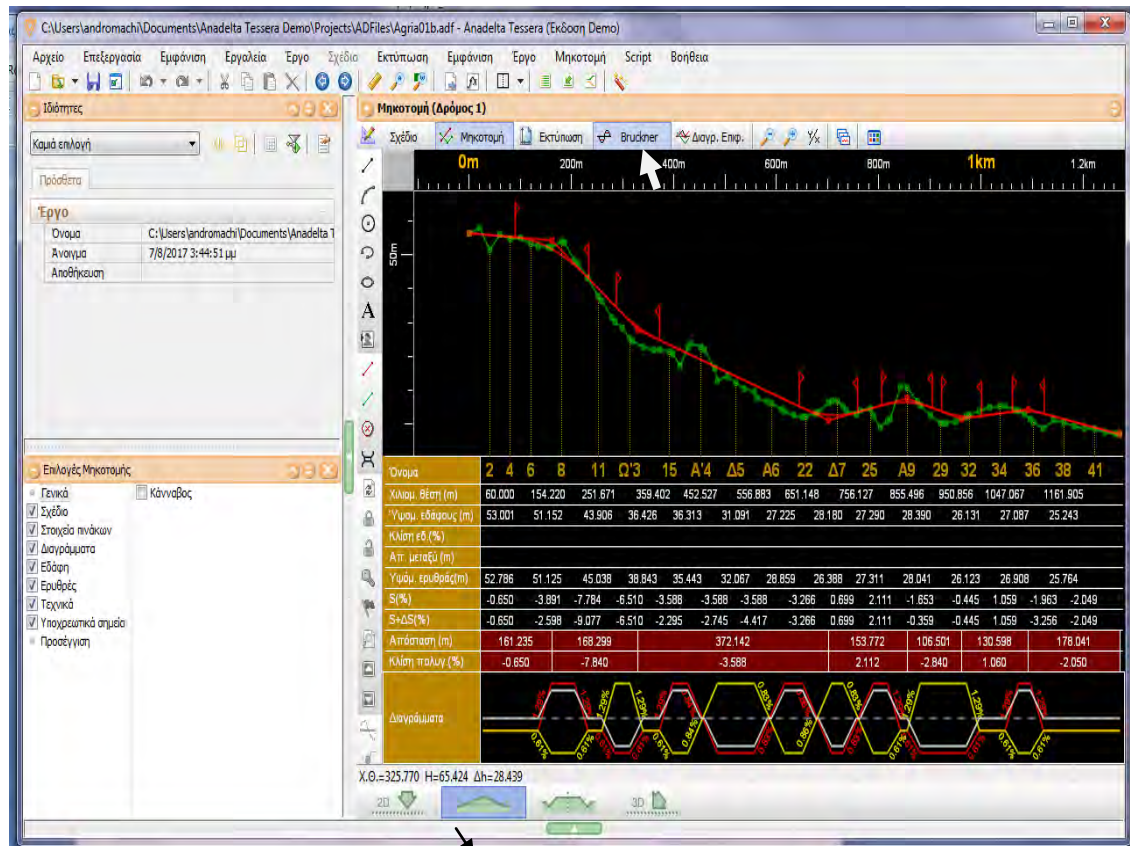 C:\Users\andromachi\Documents\Anadelta Tessera Demo\Projects\ADFiles\Agria01b.adf - Anadelta Tessera (Έκδοση Demo)
Αρχείο Επεξεργασία Εμφάνιση Εργαλεία Έργο Σχέδιο Εκτύπωση Εμφάνιση Έργο Μηκοτομή Script Βοήθεια
Ιδιότητες
Μηκοτομή (Δρόμος 1)
Καμιά επιλογή
Σχέδιο Μηκοτομή Εκτύπωση Bruckner Διαγρ. Επιφ.
Πρόσθετα
0m 200m 400m 600m 800m 1km 1.2km
Έργο
Όνομα C:\Users\andromachi\Documents\Anadelta T
Άνοιγμα 7/8/2017 3:44:51 μμ
Αποθήκευση
50m
Επιλογές Μηκοτομής
Γενικά
Κάνναβος
Σχέδιο
Στοιχεία πινάκων
Διαγράμματα
Εδάφη
Ερυθρές
Τεχνικά
Υποχρεωτικά σημεία
Προσέγγιση
Όνομα 2 4 6 8 11 Ω'3 15 Α'4 Δ5 Α6 22 Δ7 25 Α9 29 32 34 36 38 41
Χιλιομ. Θέση (m) 60.000 154.220 251.671 359.402 452.527 556.883 651.148 756.127 855.496 950.856 1047.067 1161.905
Υψομ. εδάφους (m) 53.001 51.152 43.906 36.426 36.313 31.091 27.225 28.180 27.290 28.390 26.131 27.087 25.243
Κλίση εδ (%)
Απ. μεταξύ (m)
Υψόμ. ερυθράς(m) 52.786 51.125 45.038 38.843 35.443 32.067 28.859 26.388 27.311 28.041 26.123 26.908 25.764
S(%) -0.650 -3.891 -7.784 -6.510 -3.588 -3.588 -3.588 -3.266 0.699 2.111 -1.653 -0.445 1.059 -1.963 -2.049
S+ΔS(%) -0.650 -2.598 -9.077 -6.510 -2.295 -2.745 -4.417 -3.266 0.699 2.111 -0.359 -0.445 1.059 -3.256 -2.049
Απόσταση (m) 161.235 168.299 372.142 153.772 106.501 130.598 178.041
Κλίση πολυγ (%) -0.650 -7.840 -3.588 2.112 -2.840 1.060 -2.050
Διαγράμματα
X.Θ.=325.770 H=65.424 Δh=28.439
2D 3D